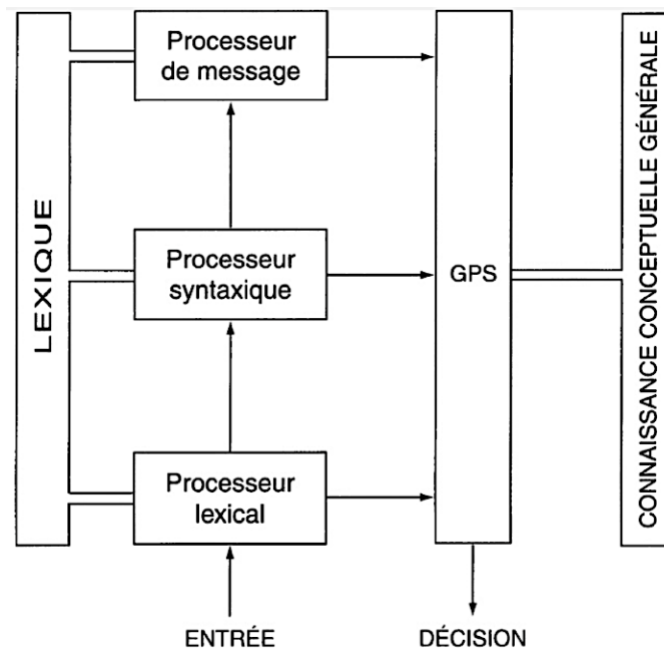 Processeur
de message
LEXIQUE
Processeur
syntaxique
GPS
CONNAISSANCE CONCEPTUELLE GÉNÉRALE
Processeur
lexical
ENTRÉE
DÉCISION